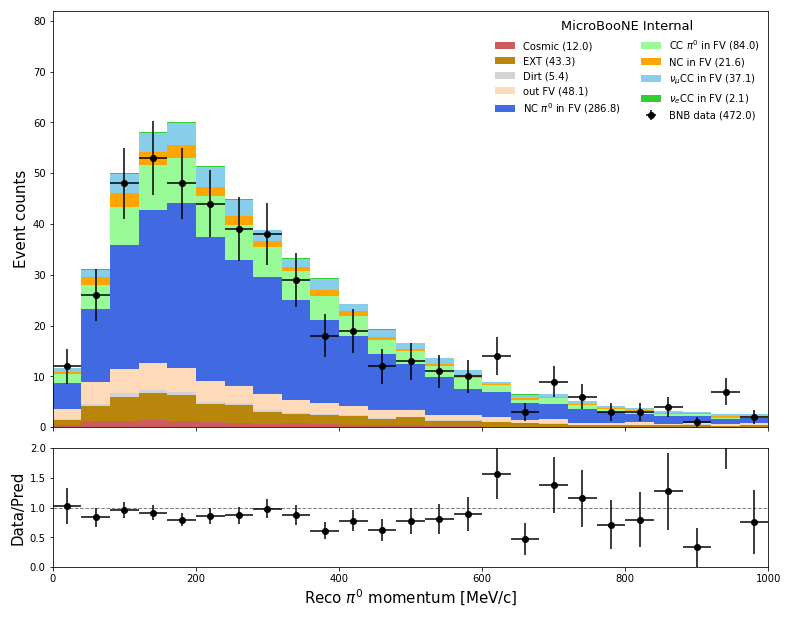 MicroBooNE Internal
Cosmic (12.0)
EXT (43.3)
Dirt (5.4)
out FV (48.1)
NC π⁰ in FV (286.8)
CC π⁰ in FV (84.0)
NC in FV (21.6)
νμCC in FV (37.1)
νeCC in FV (2.1)
BNB data (472.0)
Event counts
80
70
60
50
40
30
20
10
0
Data/Pred
2.0
1.5
1.0
0.5
0.0
0 200 400 600 800 1000
Reco π⁰ momentum [MeV/c]